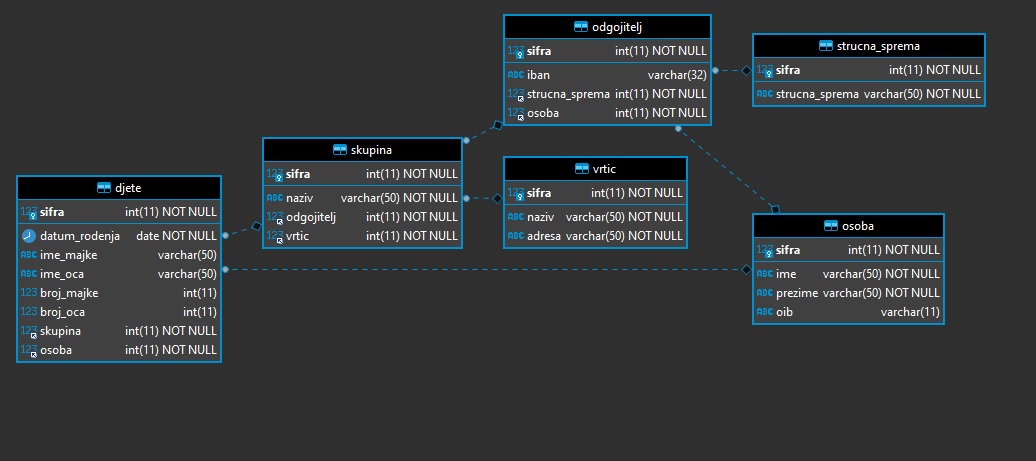 odgojitelj
123 sifra int(11) NOT NULL
ABC iban varchar(32)
123 strucna_sprema int(11) NOT NULL
123 osoba int(11) NOT NULL
strucna_sprema
123 sifra int(11) NOT NULL
ABC strucna_sprema varchar(50) NOT NULL
skupina
123 sifra int(11) NOT NULL
ABC naziv varchar(50) NOT NULL
123 odgojitelj int(11) NOT NULL
123 vrtic int(11) NOT NULL
vrtic
123 sifra int(11) NOT NULL
ABC naziv varchar(50) NOT NULL
ABC adresa varchar(50) NOT NULL
djete
123 sifra int(11) NOT NULL
datum_rodenja date NOT NULL
ABC ime_majke varchar(50)
ABC ime_oca varchar(50)
123 broj_majke int(11)
123 broj_oca int(11)
123 skupina int(11) NOT NULL
123 osoba int(11) NOT NULL
osoba
123 sifra int(11) NOT NULL
ABC ime varchar(50) NOT NULL
ABC prezime varchar(50) NOT NULL
ABC oib varchar(11)